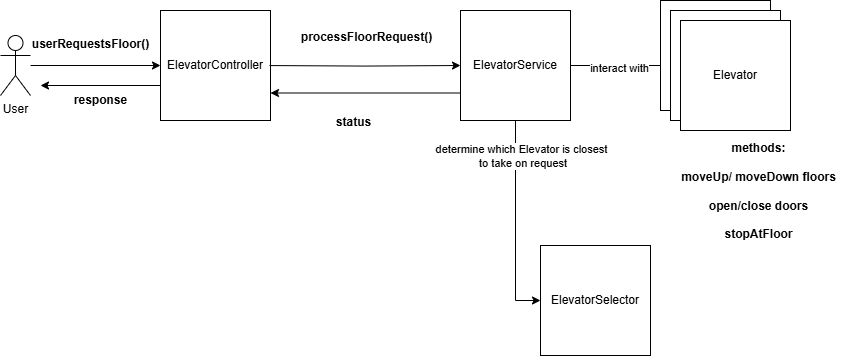 userRequestsFloor()
processFloorRequest()
ElevatorController
ElevatorService
interact with
Elevator
response
User
status
determine which Elevator is closest
to take on request
methods:
moveUp/ moveDown floors
open/close doors
stopAtFloor
ElevatorSelector